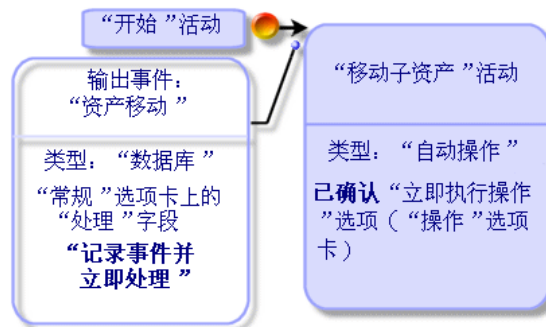 “开始”活动
输出事件：
“资产移动”
类型：“数据库”
“常规”选项卡上的
“处理”字段
“记录事件并
立即处理”
“移动子资产”活动
类型：“自动操作”
已确认“立即执行操作
”选项（“操作”选项
卡）